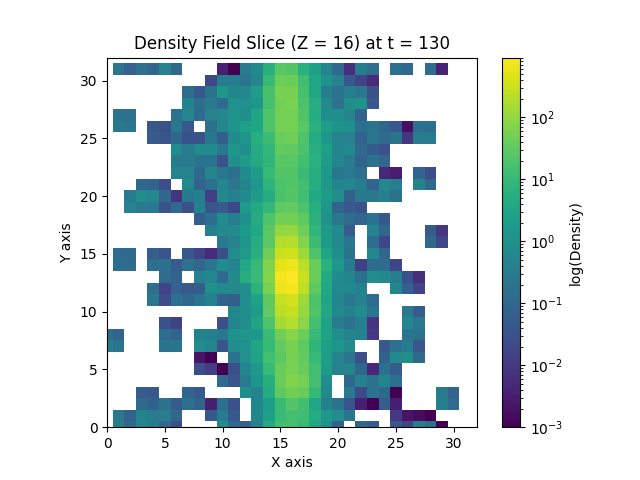 Density Field Slice (Z = 16) at t = 130
Y axis
30
25
20
15
10
5
0
0 5 10 15 20 25 30
X axis
10²
10¹
10⁰
10⁻¹
10⁻²
10⁻³
log(Density)